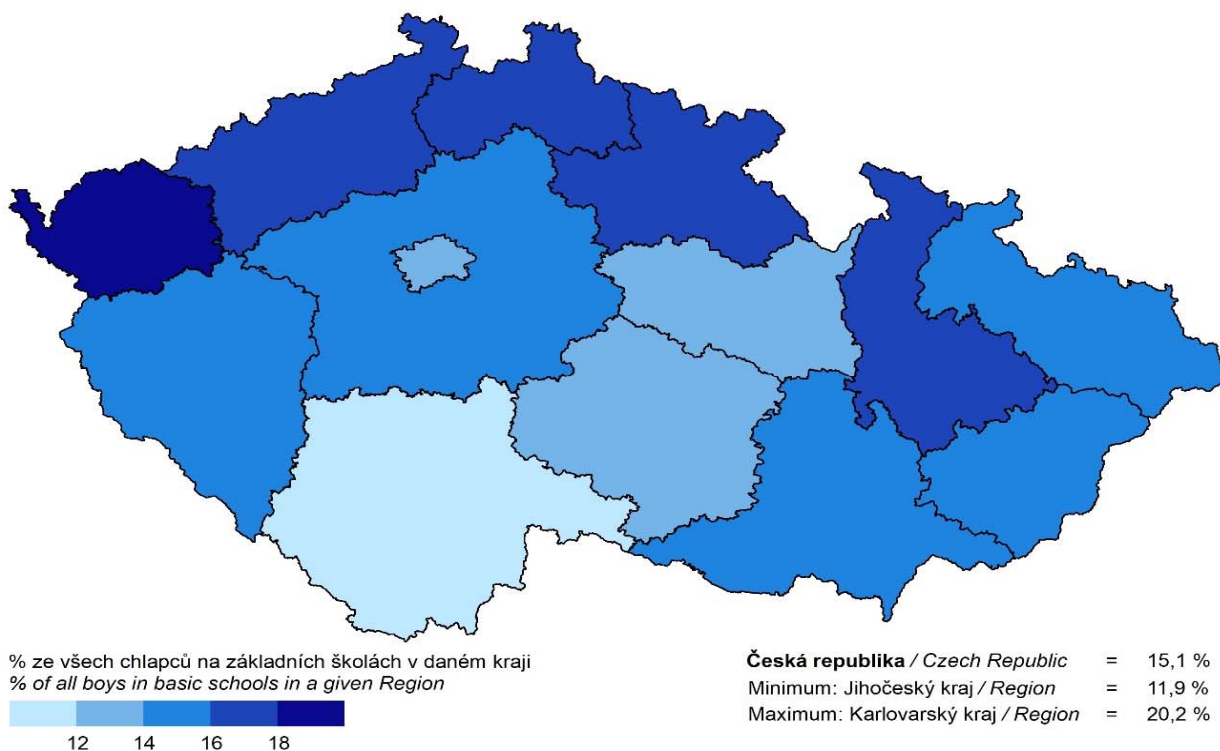 % ze všech chlapců na základních školách v daném kraji
% of all boys in basic schools in a given Region
12 14 16 18
Česká republika / Czech Republic = 15,1 %
Minimum: Jihočeský kraj / Region = 11,9 %
Maximum: Karlovarský kraj / Region = 20,2 %